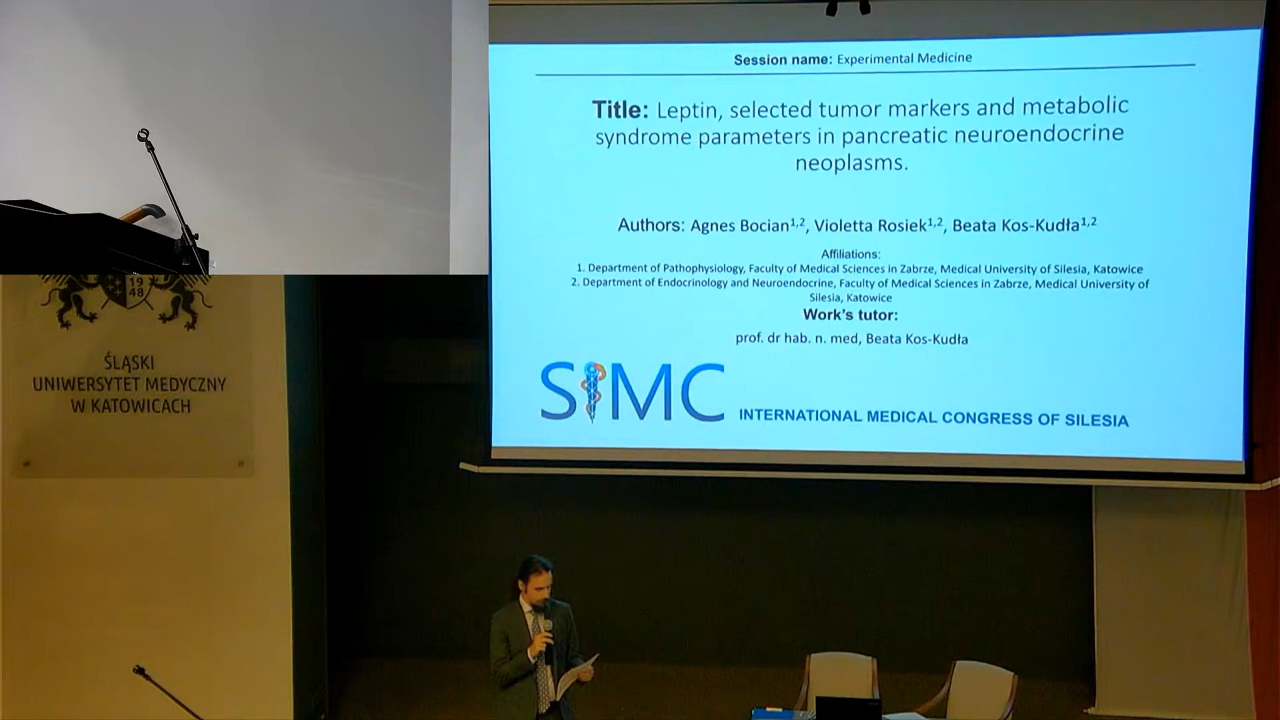 Session name: Experimental Medicine
Title: Leptin, selected tumor markers and metabolic
syndrome parameters in pancreatic neuroendocrine
neoplasms.
Authors: Agnes Bocian1,2, Violetta Rosiek1,2, Beata Kos-Kudła1,2
Affiliations:
1. Department of Pathophysiology, Faculty of Medical Sciences in Zabrze, Medical University of Silesia, Katowice
2. Department of Endocrinology and Neuroendocrine, Faculty of Medical Sciences in Zabrze, Medical University of
Silesia, Katowice
Work's tutor:
prof. dr hab. n. med, Beata Kos-Kudła
SIMC INTERNATIONAL MEDICAL CONGRESS OF SILESIA
19
48
ŚLĄSKI
UNIWERSYTET MEDYCZNY
W KATOWICACH